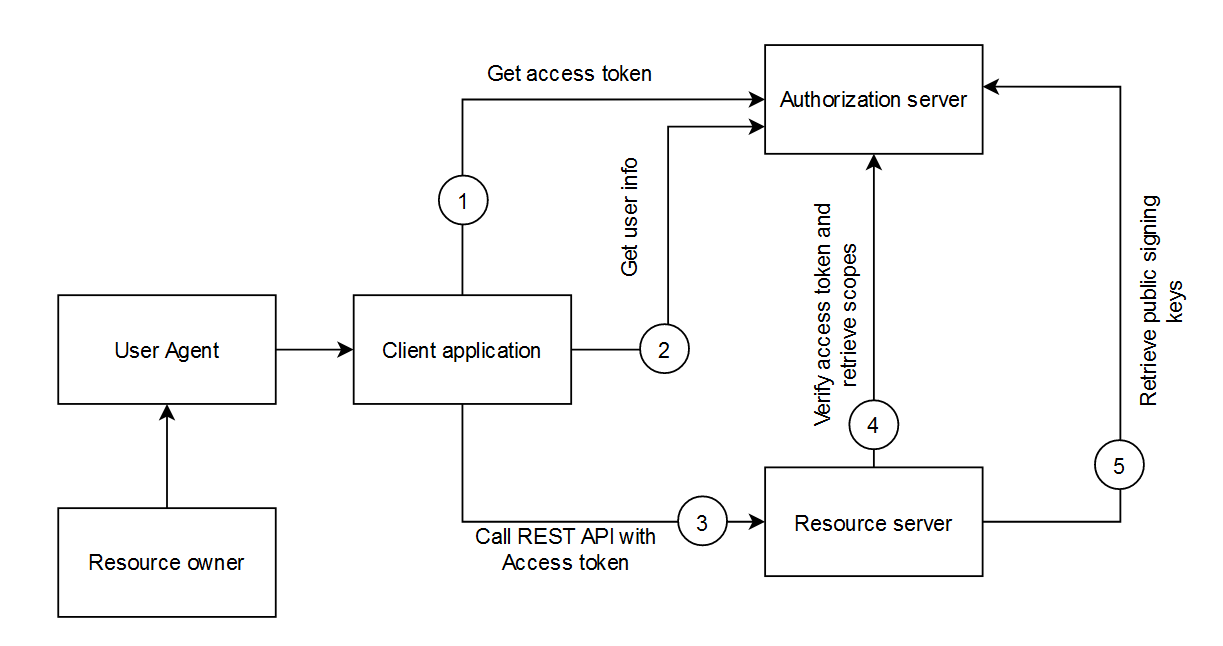 Get access token
Authorization server
1
Get user info
2
Verify access token and
retrieve scopes
4
Retrieve public signing
keys
5
User Agent
Client application
3
Call REST API with
Access token
Resource server
Resource owner